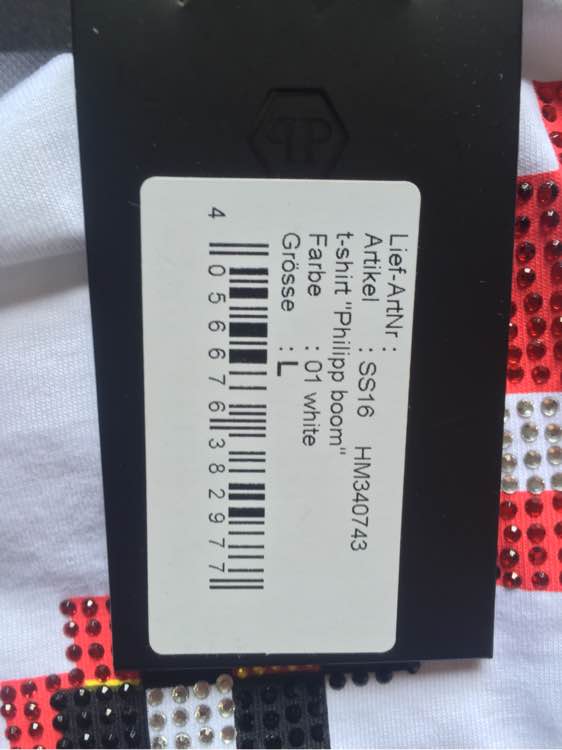 Lief-ArtNr :
Artikel : SS16 HM340743
t-shirt "Philipp boom"
Farbe : 01 white
Grösse : L
4 056676 382977